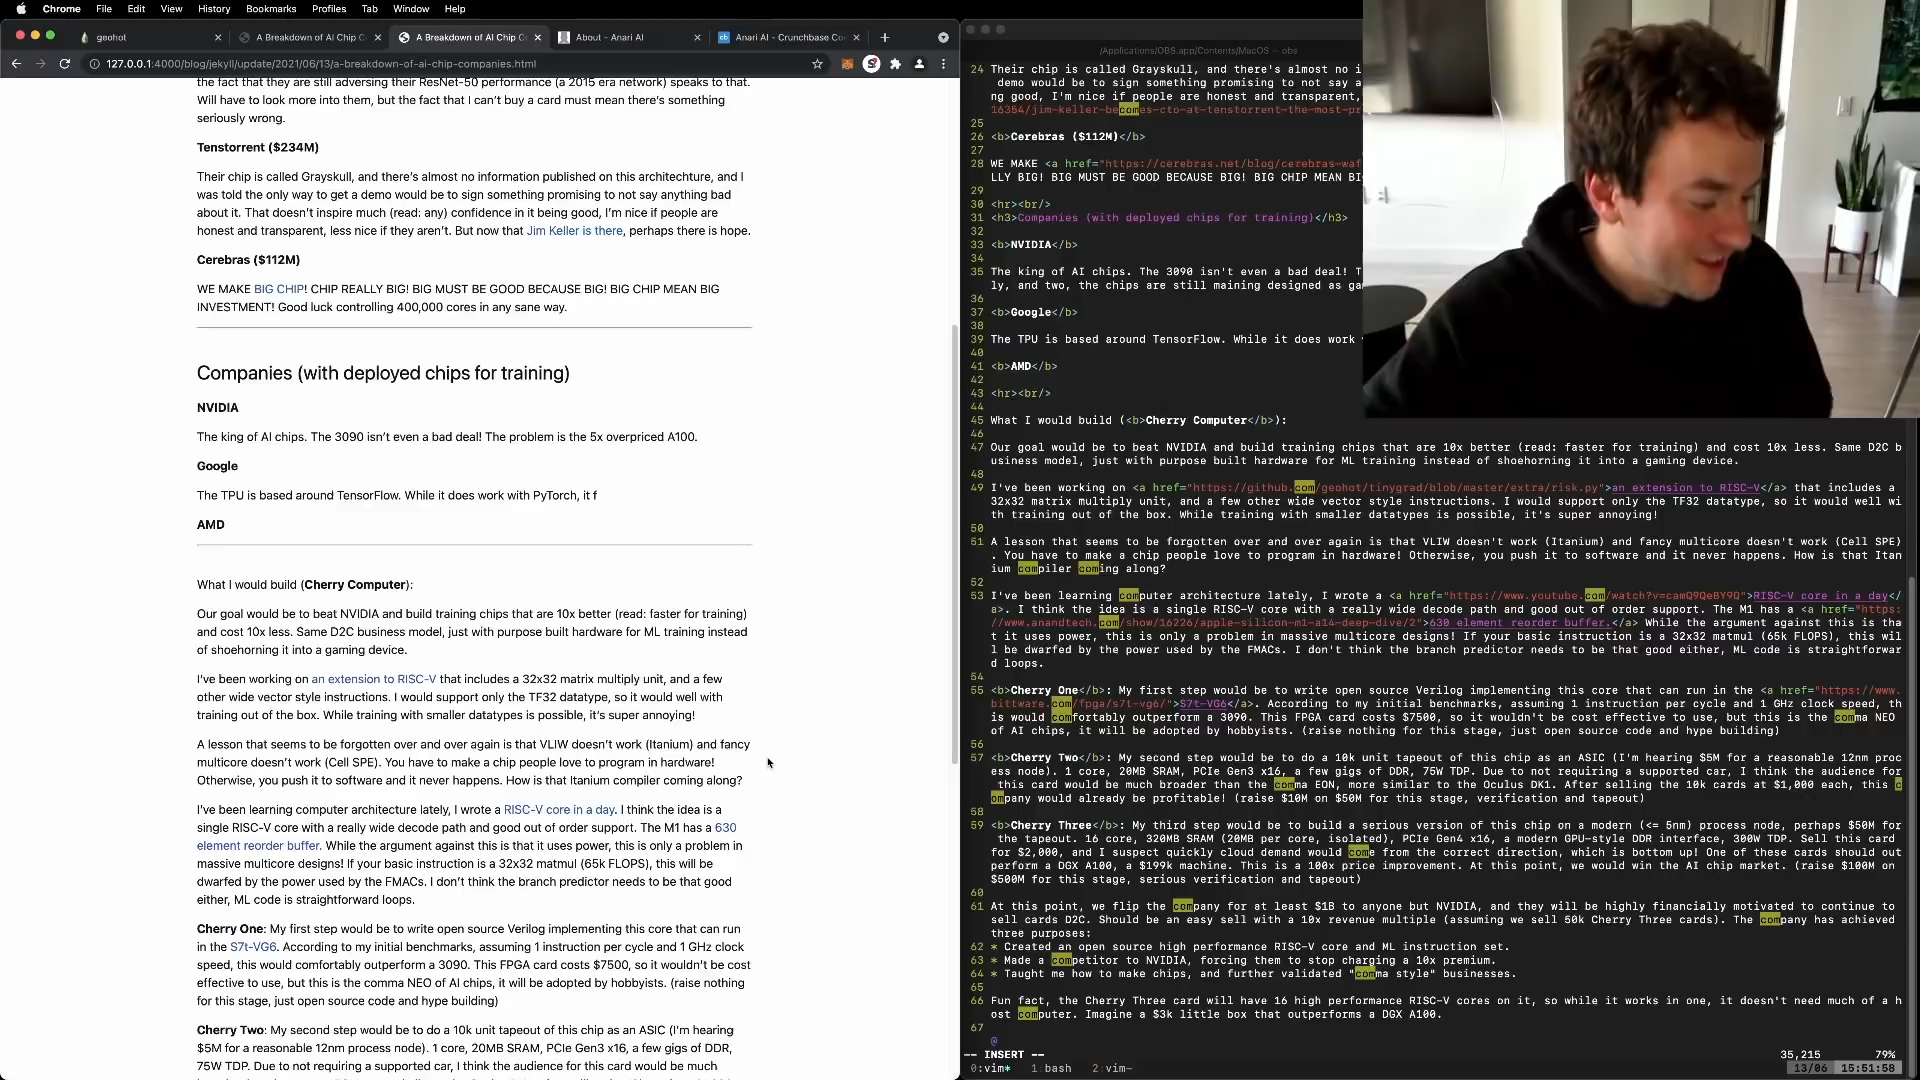 Chrome File Edit View History Bookmarks Profiles Tab Window Help
geohot
A Breakdown of AI Chip C
A Breakdown of AI Chip C
About - Anari AI
Anari AI - Crunchbase Co
127.0.0.1:4000/blog/jekyll/update/2021/06/13/a-breakdown-of-ai-chip-companies.html
the fact that they are still adversing their ResNet-50 performance (a 2015 era network) speaks to that.
Will have to look more into them, but the fact that I can't buy a card must mean there's something
seriously wrong.
Tenstorrent ($234M)
Their chip is called Grayskull, and there's almost no information published on this archtechture, and I
was told the only way to get a demo would be to sign something promising to not say anything bad
about it. That doesn't inspire much (read: any) confidence in it being good, I'm nice if people are
honest and transparent, less nice if they aren't. But now that Jim Keller is there, perhaps there is hope.
Cerebras ($112M)
WE MAKE BIG CHIP! CHIP REALLY BIG! BIG MUST BE GOOD BECAUSE BIG! BIG CHIP MEAN BIG
INVESTMENT! Good luck controlling 400,000 cores in any sane way.
Companies (with deployed chips for training)
NVIDIA
The king of AI chips. The 3090 isn't even a bad deal! The problem is the 5x overpriced A100.
Google
The TPU is based around TensorFlow. While it does work with PyTorch, it f
AMD
What I would build (Cherry Computer):
Our goal would be to beat NVIDIA and build training chips that are 10x better (read: faster for training)
and cost 10x less. Same D2C business model, just with purpose built hardware for ML training instead
of shoehorning it into a gaming device.
I've been working on an extension to RISC-V that includes a 32x32 matrix multiply unit, and a few
other wide vector style instructions. I would support only the TF32 datatype, so it would well with
training out of the box. While training with smaller datatypes is possible, it's super annoying!
A lesson that seems to be forgotten over and over again is that VLIW doesn't work (Itanium) and fancy
multicore doesn't work (Cell SPE). You have to make a chip people love to program in hardware!
Otherwise, you push it to software and it never happens. How is that Itanium compiler coming along?
I've been learning computer architecture lately, I wrote a RISC-V core in a day. I think the idea is a
single RISC-V core with a really wide decode path and good out of order support. The M1 has a 630
element reorder buffer. While the argument against this is that it uses power, this is only a problem in
massive multicore designs! If your basic instruction is a 32x32 matmul (65k FLOPS), this will be
dwarfed by the power used by the FMACs. I don't think the branch predictor needs to be that good
either, ML code is straightforward loops.
Cherry One: My first step would be to write open source Verilog implementing this core that can run
in the S7t-VG6. According to my initial benchmarks, assuming 1 instruction per cycle and 1 GHz clock
speed, this would comfortably outperform a 3090. This FPGA card costs $7500, so it wouldn't be cost
effective to use, but this is the comma NEO of AI chips, it will be adopted by hobbyists. (raise nothing
for this stage, just open source code and hype building)
Cherry Two: My second step would be to do a 10k unit tapeout of this chip as an ASIC (I'm hearing
$5M for a reasonable 12nm process node). 1 core, 20MB SRAM, PCIe Gen3 x16, a few gigs of DDR,
75W TDP. Due to not requiring a supported car, I think the audience for this card would be much
/Applications/OBS.app/Contents/MacOS — obs
24 Their chip is called Grayskull, and there's almost no i
demo would be to sign something promising to not say a
ng good, I'm nice if people are honest and transparent,
16354/jim-keller-becomes-cto-at-tenstorrent-the-most-pr
25
26 <b>Cerebras ($112M)</b>
27
28 WE MAKE <a href="https://cerebras.net/blog/cerebras-waf
LLY BIG! BIG MUST BE GOOD BECAUSE BIG! BIG CHIP MEAN BI
29
30 <hr><br/>
31 <h3>Companies (with deployed chips for training)</h3>
32
33 <b>NVIDIA</b>
34
35 The king of AI chips. The 3090 isn't even a bad deal! T
ly, and two, the chips are still maining designed as ga
36
37 <b>Google</b>
38
39 The TPU is based around TensorFlow. While it does work
40
41 <b>AMD</b>
42
43 <hr><br/>
44
45 What I would build (<b>Cherry Computer</b>):
46
47 Our goal would be to beat NVIDIA and build training chips that are 10x better (read: faster for training) and cost 10x less. Same D2C b
usiness model, just with purpose built hardware for ML training instead of shoehorning it into a gaming device.
48
49 I've been working on <a href="https://github.com/geohot/tinygrad/blob/master/extra/risk.py">an extension to RISC-V</a> that includes a
32x32 matrix multiply unit, and a few other wide vector style instructions. I would support only the TF32 datatype, so it would well wi
th training out of the box. While training with smaller datatypes is possible, it's super annoying!
50
51 A lesson that seems to be forgotten over and over again is that VLIW doesn't work (Itanium) and fancy multicore doesn't work (Cell SPE)
. You have to make a chip people love to program in hardware! Otherwise, you push it to software and it never happens. How is that Itan
ium compiler coming along?
52
53 I've been learning computer architecture lately, I wrote a <a href="https://www.youtube.com/watch?v=camQ9QeBY9Q">RISC-V core in a day</
a>. I think the idea is a single RISC-V core with a really wide decode path and good out of order support. The M1 has a <a href="https:
//www.anandtech.com/show/16226/apple-silicon-m1-a14-deep-dive/2">630 element reorder buffer.</a> While the argument against this is tha
t it uses power, this is only a problem in massive multicore designs! If your basic instruction is a 32x32 matmul (65k FLOPS), this wil
l be dwarfed by the power used by the FMACs. I don't think the branch predictor needs to be that good either, ML code is straightforwar
d loops.
54
55 <b>Cherry One</b>: My first step would be to write open source Verilog implementing this core that can run in the <a href="https://www.
bittware.com/fpga/s7t-vg6/">S7t-VG6</a>. According to my initial benchmarks, assuming 1 instruction per cycle and 1 GHz clock speed, th
is would comfortably outperform a 3090. This FPGA card costs $7500, so it wouldn't be cost effective to use, but this is the comma NEO
of AI chips, it will be adopted by hobbyists. (raise nothing for this stage, just open source code and hype building)
56
57 <b>Cherry Two</b>: My second step would be to do a 10k unit tapeout of this chip as an ASIC (I'm hearing $5M for a reasonable 12nm proc
ess node). 1 core, 20MB SRAM, PCIe Gen3 x16, a few gigs of DDR, 75W TDP. Due to not requiring a supported car, I think the audience for
this card would be much broader than the comma EON, more similar to the Oculus DK1. After selling the 10k cards at $1,000 each, this c
ompany would already be profitable! (raise $10M on $50M for this stage, verification and tapeout)
58
59 <b>Cherry Three</b>: My third step would be to build a serious version of this chip on a modern (<= 5nm) process node, perhaps $50M for
the tapeout. 16 core, 320MB SRAM (20MB per core, isolated), PCIe Gen4 x16, a modern GPU-style DDR interface, 300W TDP. Sell this card
for $2,000, and I suspect quickly cloud demand would come from the correct direction, which is bottom up! One of these cards should out
perform a DGX A100, a $199k machine. This is a 100x price improvement. At this point, we would win the AI chip market. (raise $100M on
$500M for this stage, serious verification and tapeout)
60
61 At this point, we flip the company for at least $1B to anyone but NVIDIA, and they will be highly financially motivated to continue to
sell cards D2C. Should be an easy sell with a 10x revenue multiple (assuming we sell 50k Cherry Three cards). The company has achieved
three purposes:
62 * Created an open source high performance RISC-V core and ML instruction set.
63 * Made a competitor to NVIDIA, forcing them to stop charging a 10x premium.
64 * Taught me how to make chips, and further validated "comma style" businesses.
65
66 Fun fact, the Cherry Three card will have 16 high performance RISC-V cores on it, so while it works in one, it doesn't need much of a h
ost computer. Imagine a $3k little box that outperforms a DGX A100.
67
@
-- INSERT -- 35,215 79%
0:vim* 1:bash 2:vim- 13/06 15:51:58